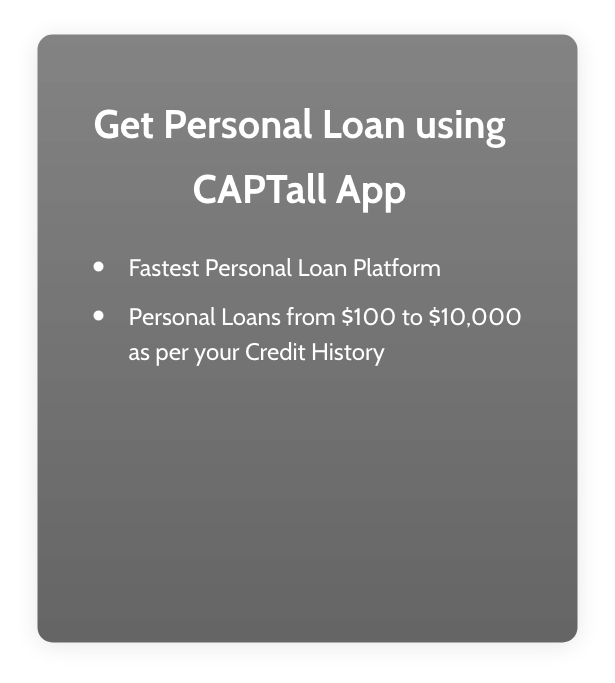 Get Personal Loan using
CAPTall App
• Fastest Personal Loan Platform
• Personal Loans from $100 to $10,000
as per your Credit History